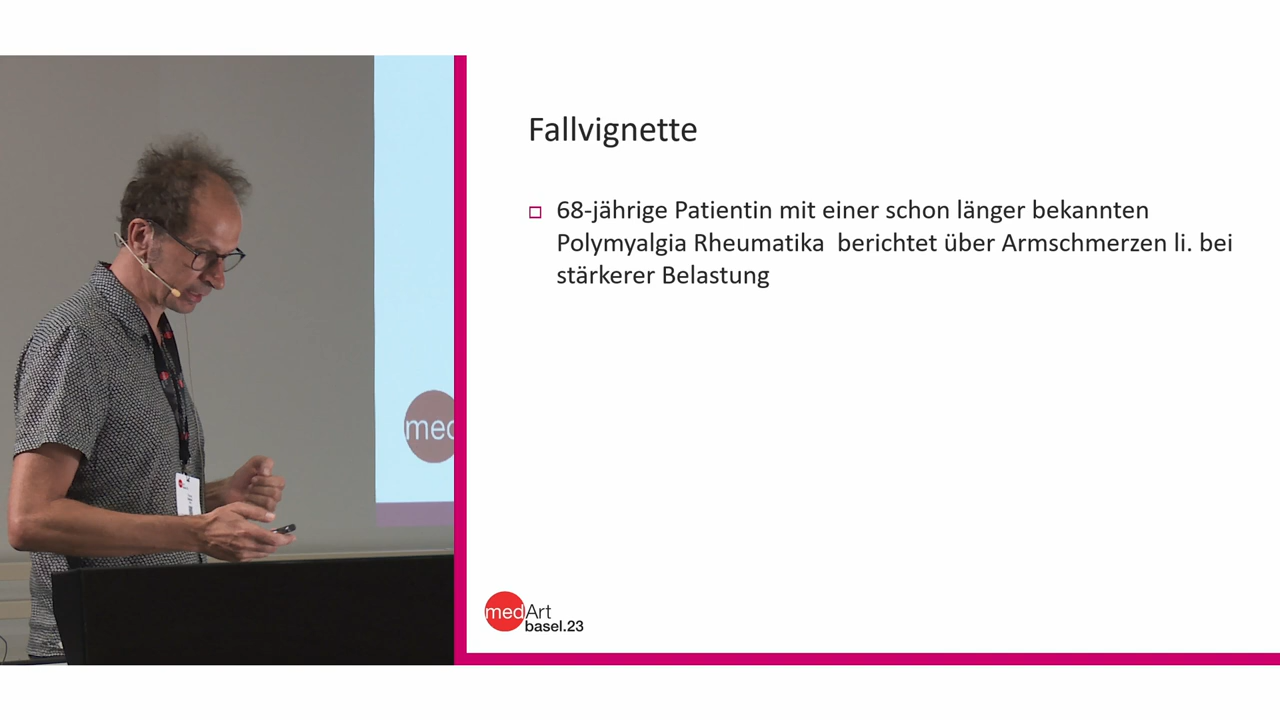 Fallvignette
68-jährige Patientin mit einer schon länger bekannten
Polymyalgia Rheumatika  berichtet über Armschmerzen li. bei
stärkerer Belastung
medArt
basel.23
med